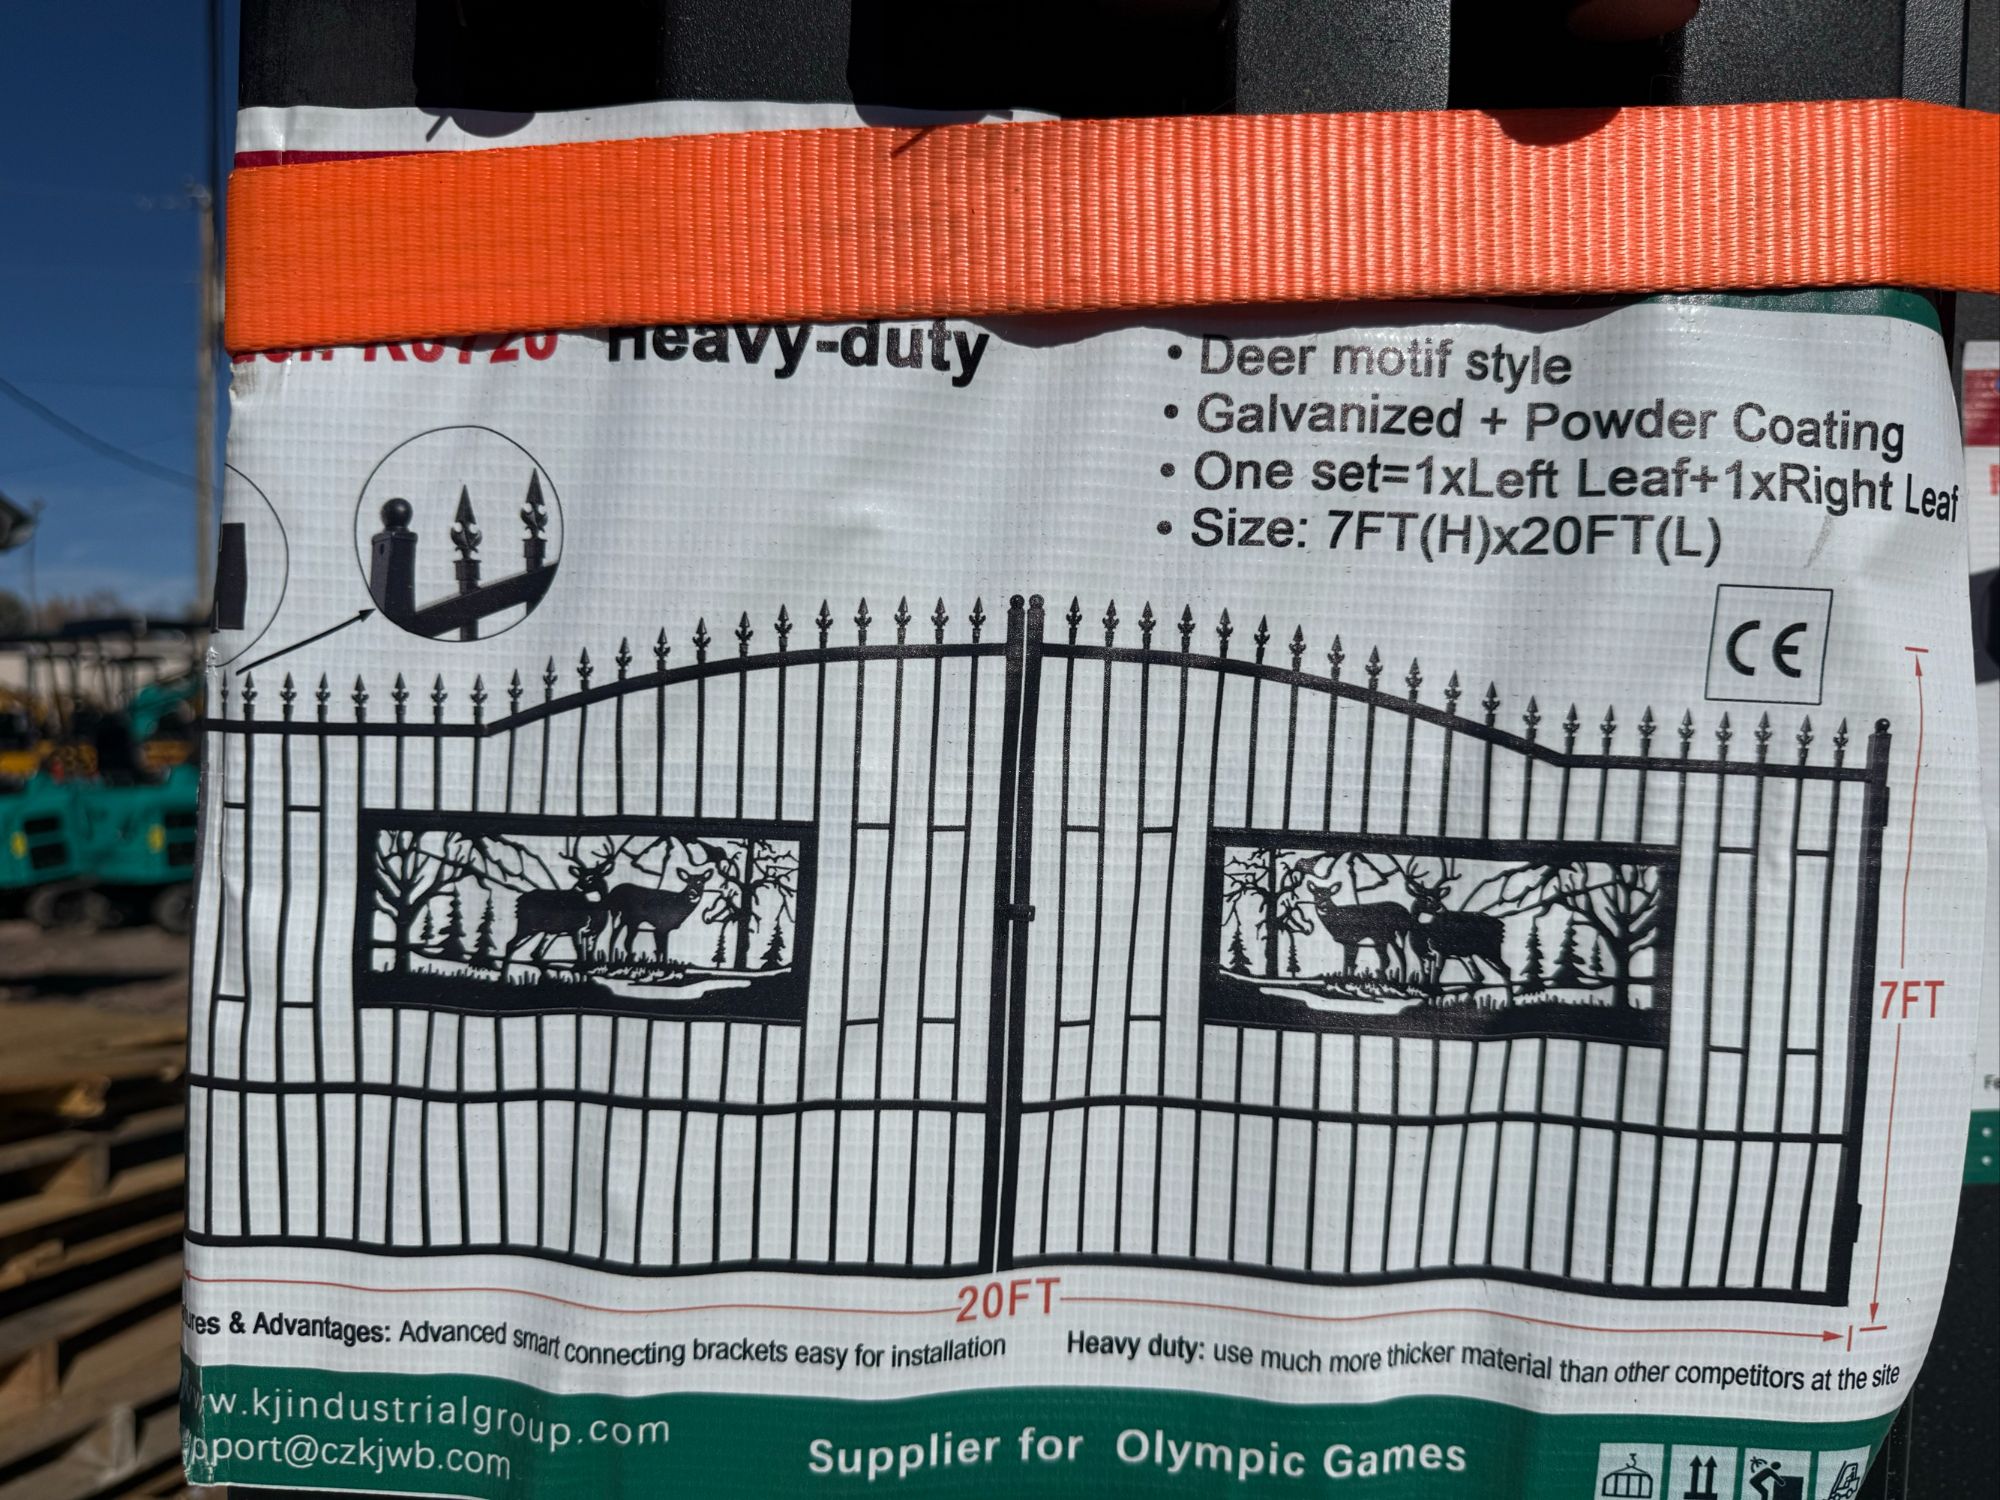 Heavy-duty
• Deer motif style
• Galvanized + Powder Coating
• One set=1xLeft Leaf+1xRight Leaf
• Size: 7FT(H)x20FT(L)
CE
7FT
20FT
& Advantages: Advanced smart connecting brackets easy for installation
Heavy duty: use much more thicker material than other competitors at the site
w.kjindustrialgroup.com
pport@czkjwb.com
Supplier for Olympic Games